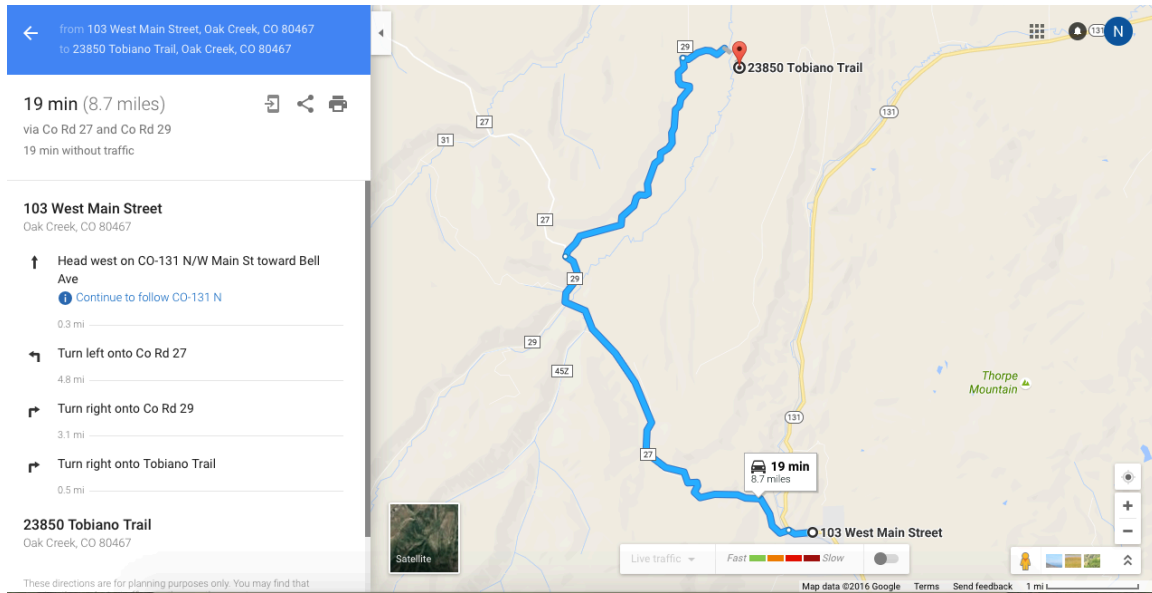 from 103 West Main Street, Oak Creek, CO 80467
to 23850 Tobiano Trail, Oak Creek, CO 80467
19 min (8.7 miles)
via Co Rd 27 and Co Rd 29
19 min without traffic
103 West Main Street
Oak Creek, CO 80467
Head west on CO-131 N/W Main St toward Bell
Ave
Continue to follow CO-131 N
0.3 mi
Turn left onto Co Rd 27
4.8 mi
Turn right onto Co Rd 29
3.1 mi
Turn right onto Tobiano Trail
0.5 mi
23850 Tobiano Trail
Oak Creek, CO 80467
These directions are for planning purposes only. You may find that
29
23850 Tobiano Trail
131
N
131
27
31
27
29
29
45Z
Thorpe
Mountain
131
27
19 min
8.7 miles
103 West Main Street
Satellite
Live traffic
Fast
Slow
Map data ©2016 Google
Terms
Send feedback
1 mi